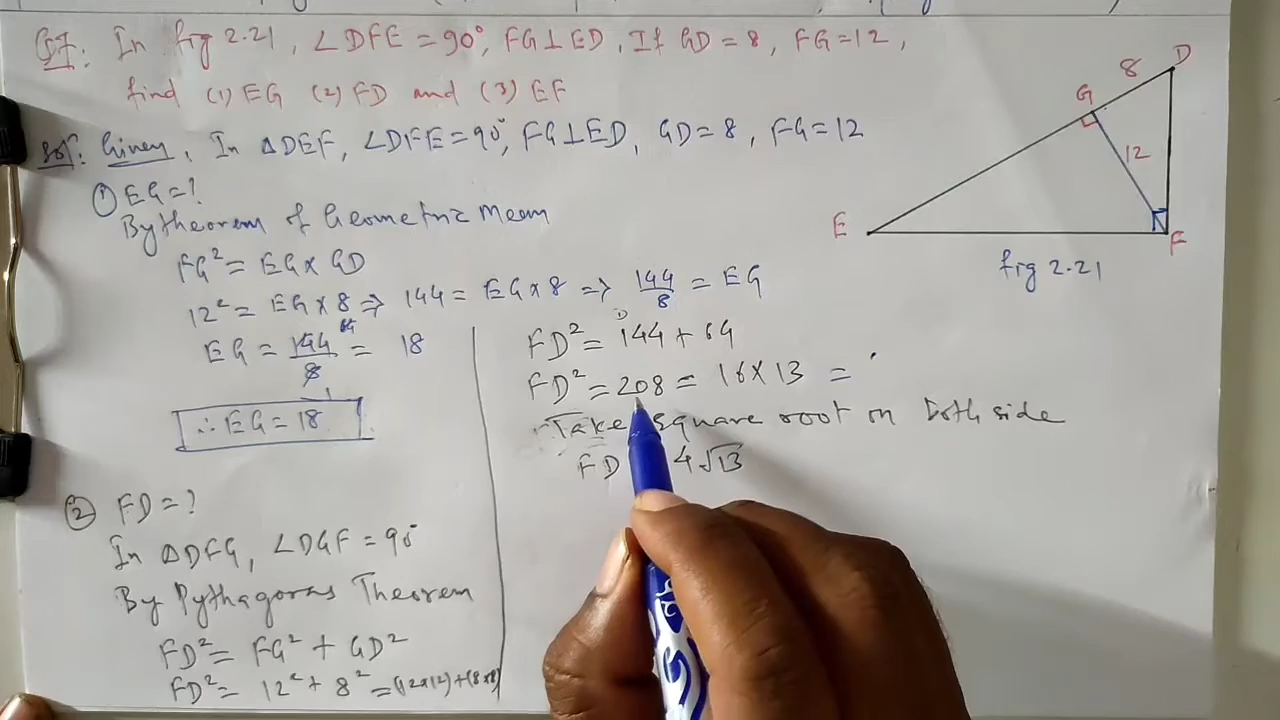 Q7. In fig 2.21, ∠DFE = 90°, FG⊥ED. If GD = 8, FG = 12,
find (1) EG (2) FD and (3) EF
Solⁿ: Given, In △DEF, ∠DFE = 90°, FG⊥ED, GD = 8, FG = 12
① EG = ?
By theorem of Geometric Mean
FG² = EG × GD
12² = EG × 8 ⇒ 144 = EG × 8 ⇒ 144/8 = EG
EG = 144/8 = 18
∴ EG = 18
② FD = ?
In △DFG, ∠DGF = 90°
By Pythagoras Theorem
FD² = FG² + GD²
FD² = 12² + 8² = (12×12) + (8×8)
FD² = 144 + 64
FD² = 208 = 16 × 13 =
Take square root on both side
FD 4√13
D
8
G
12
E
F
fig 2.21